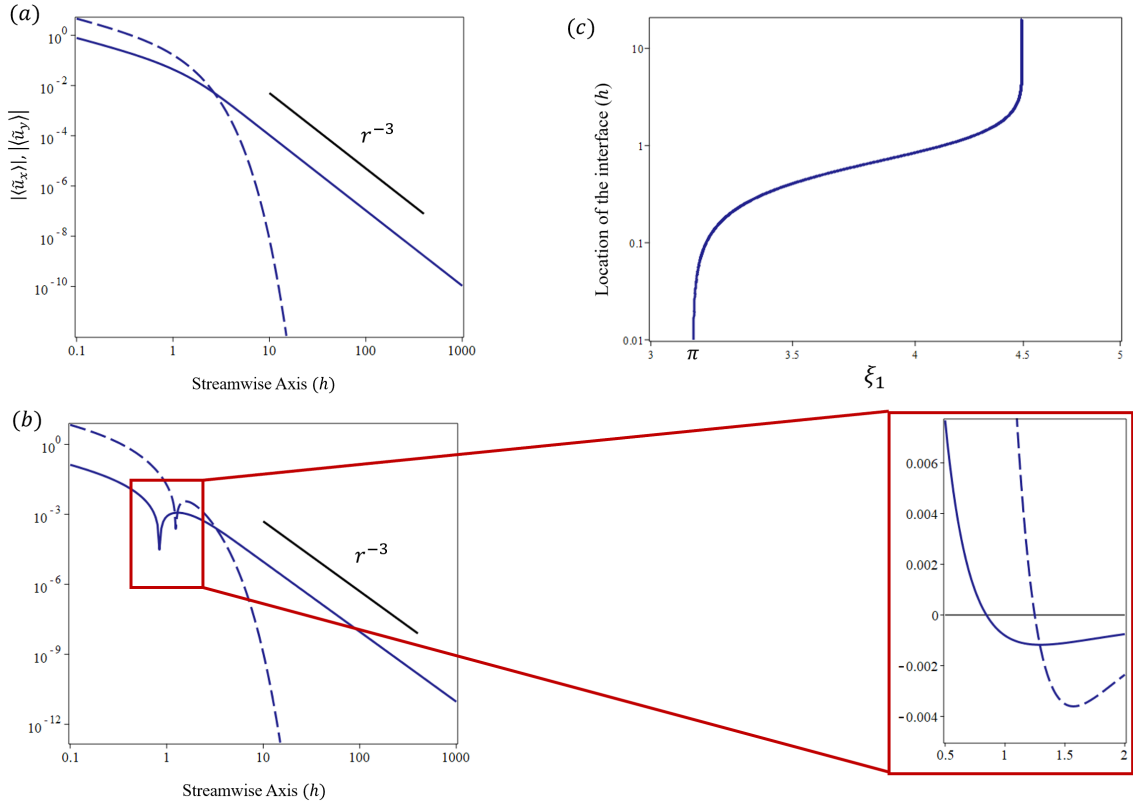 (a)
10^0
10^-2
10^-4
10^-6
10^-8
10^-10
|⟨ũ_x⟩|, |⟨ũ_y⟩|
r^-3
0.1 1 10 100 1000
Streamwise Axis (h)
(c)
10
1
0.1
0.01
Location of the interface (h)
3 π 3.5 4 4.5 5
ξ_1
(b)
10^0
10^-3
10^-6
10^-9
10^-12
r^-3
0.1 1 10 100 1000
Streamwise Axis (h)
0.006
0.004
0.002
0
-0.002
-0.004
0.5 1 1.5 2